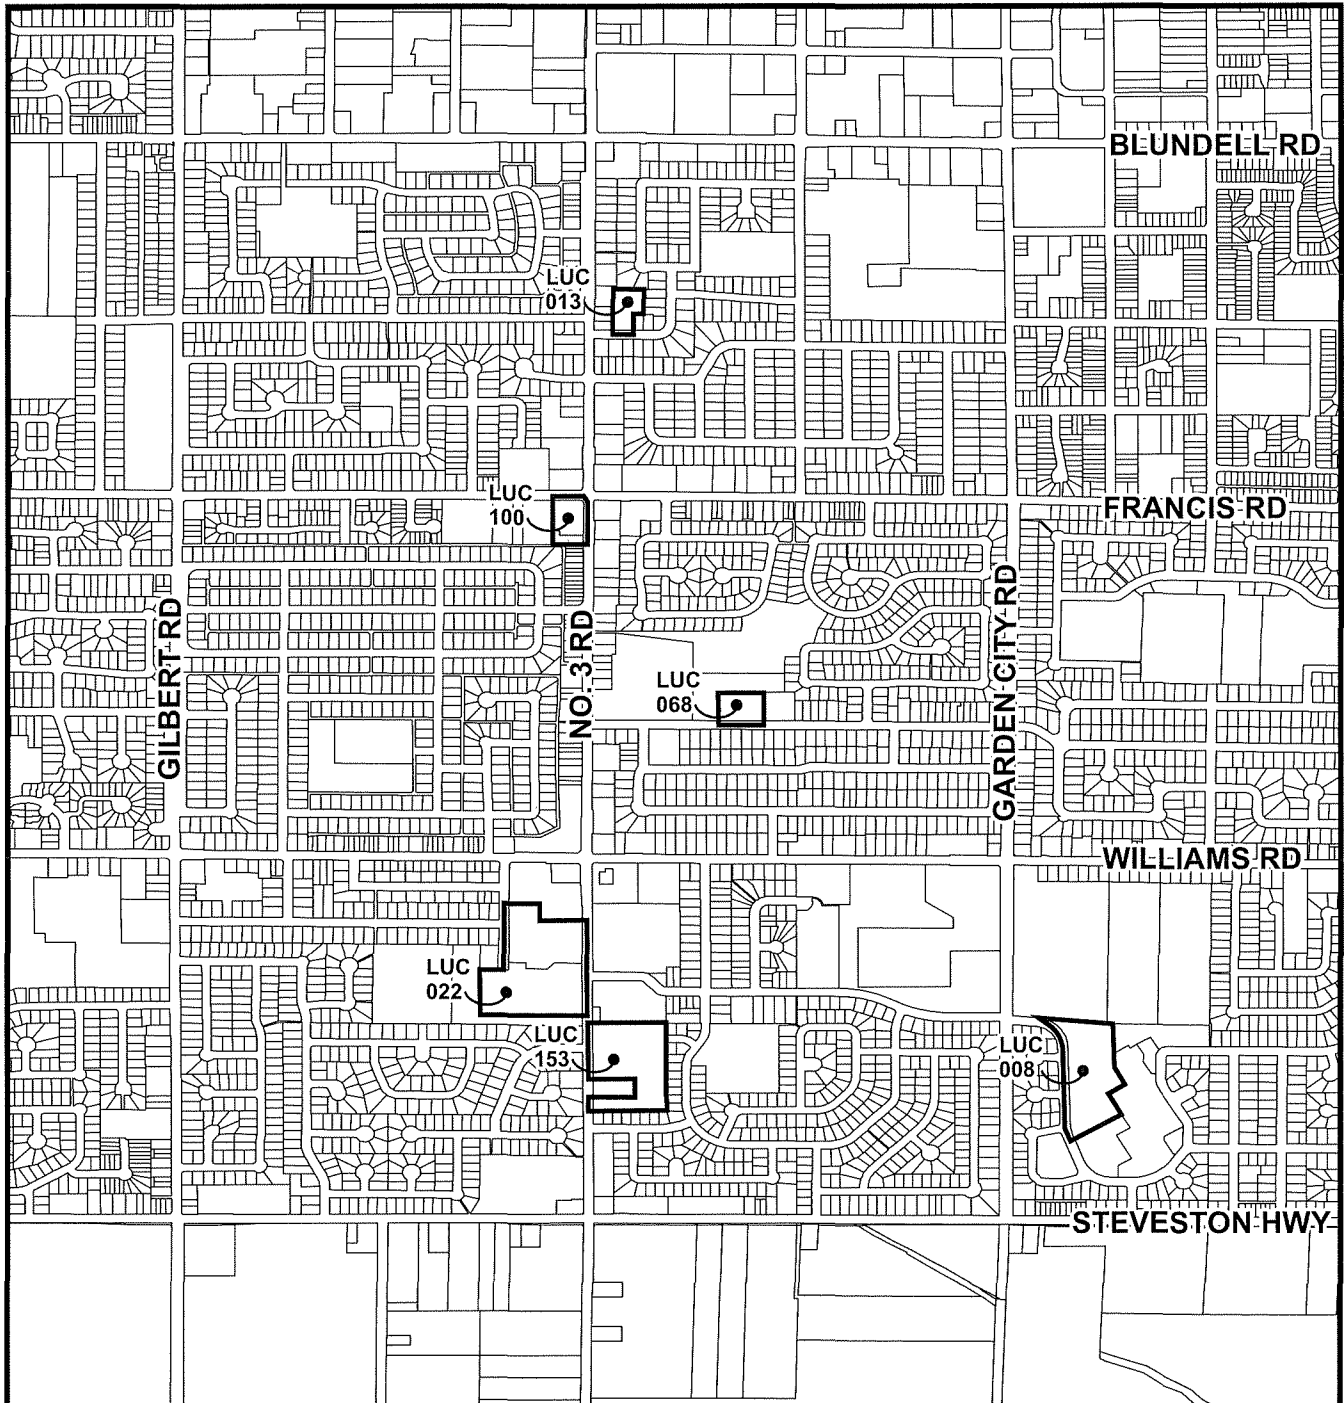 BLUNDELL RD
LUC
013
LUC
100
FRANCIS RD
GILBERT RD
NO. 3 RD
GARDEN CITY RD
LUC
068
WILLIAMS RD
LUC
022
LUC
153
LUC
008
STEVESTON HWY